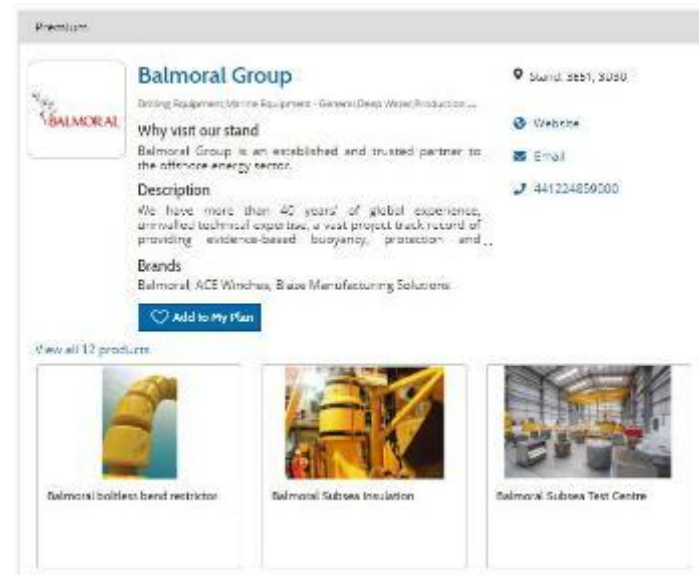 Premium
Balmoral Group
Stand: 3E51, 3D30
Drilling Equipment, Marine Equipment - General, Deep Water, Production ...
BALMORAL
Why visit our stand
Website
Balmoral Group is an established and trusted partner to
the offshore energy sector.
Email
Description
441224859000
We have more than 40 years' of global experience,
unrivalled technical expertise, a vast project track record of
providing evidence-based buoyancy, protection and ...
Brands
Balmoral, ACE Winches, Blaze Manufacturing Solutions
Add to My Plan
View all 12 products
Balmoral boltless bend restrictor
Balmoral Subsea Insulation
Balmoral Subsea Test Centre